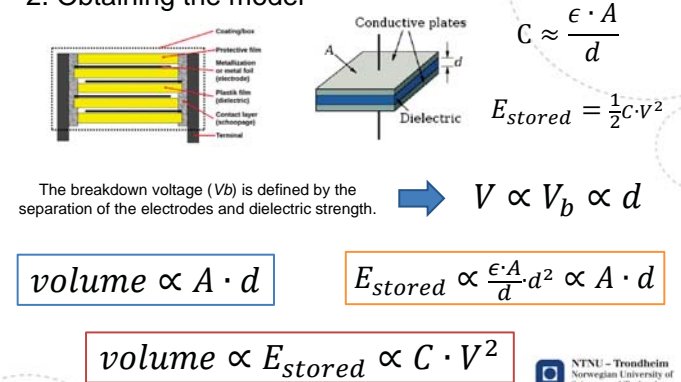 2. Obtaining the model
Coating/box
Protective film
Metallization
or metal foil
(electrode)
Plastik film
(dielectric)
Contact layer
(schoopage)
Terminal
Conductive plates
A
d
Dielectric
C ≈ ϵ · A / d
E_stored = ½C·V²
The breakdown voltage (Vb) is defined by the
separation of the electrodes and dielectric strength.
V ∝ V_b ∝ d
volume ∝ A · d
E_stored ∝ ϵ·A/d · d² ∝ A · d
volume ∝ E_stored ∝ C · V²
NTNU – Trondheim
Norwegian University of